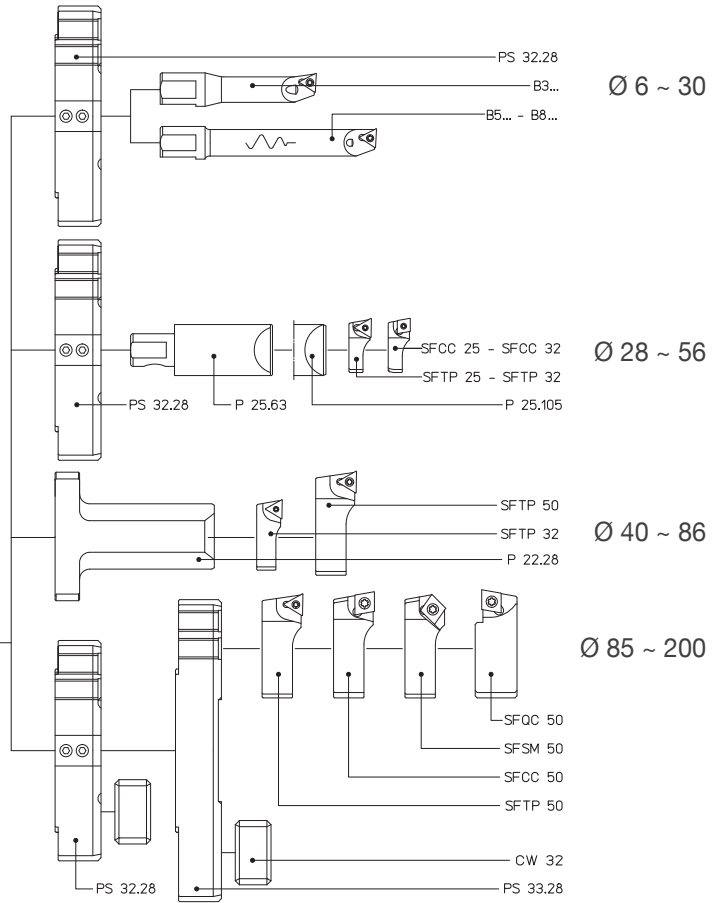 PS 32.28
B3...
Ø 6 ~ 30
B5... - B8...
SFCC 25 - SFCC 32
Ø 28 ~ 56
SFTP 25 - SFTP 32
PS 32.28
P 25.63
P 25.105
SFTP 50
SFTP 32
Ø 40 ~ 86
P 22.28
Ø 85 ~ 200
SFQC 50
SFSM 50
SFCC 50
SFTP 50
CW 32
PS 32.28
PS 33.28